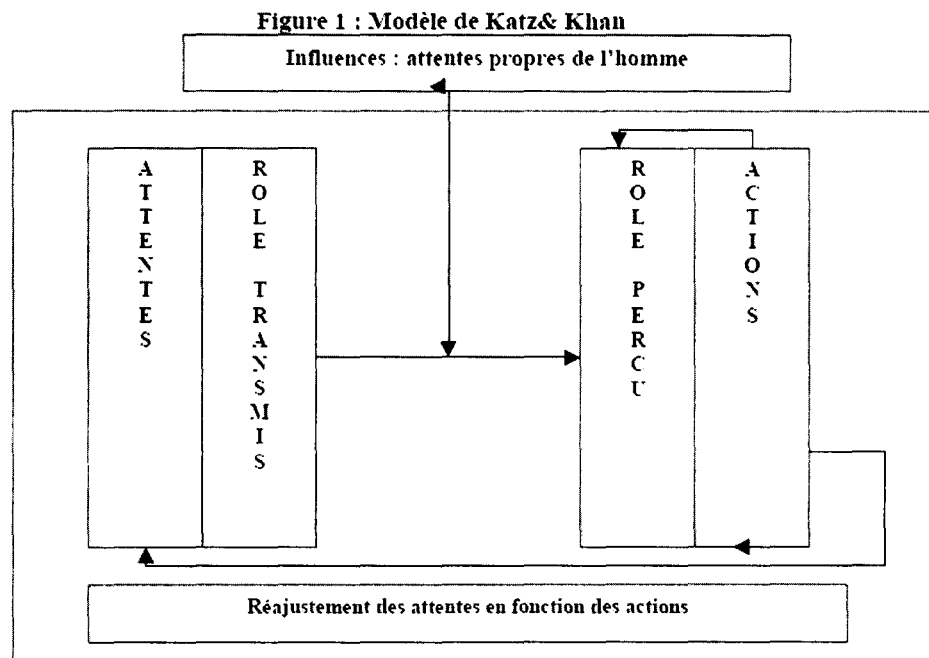 Figure 1 : Modèle de Katz& Khan
Influences : attentes propres de l'homme
ATTENTES
ROLE TRANSMIS
ROLE PERCU
ACTIONS
Réajustement des attentes en fonction des actions